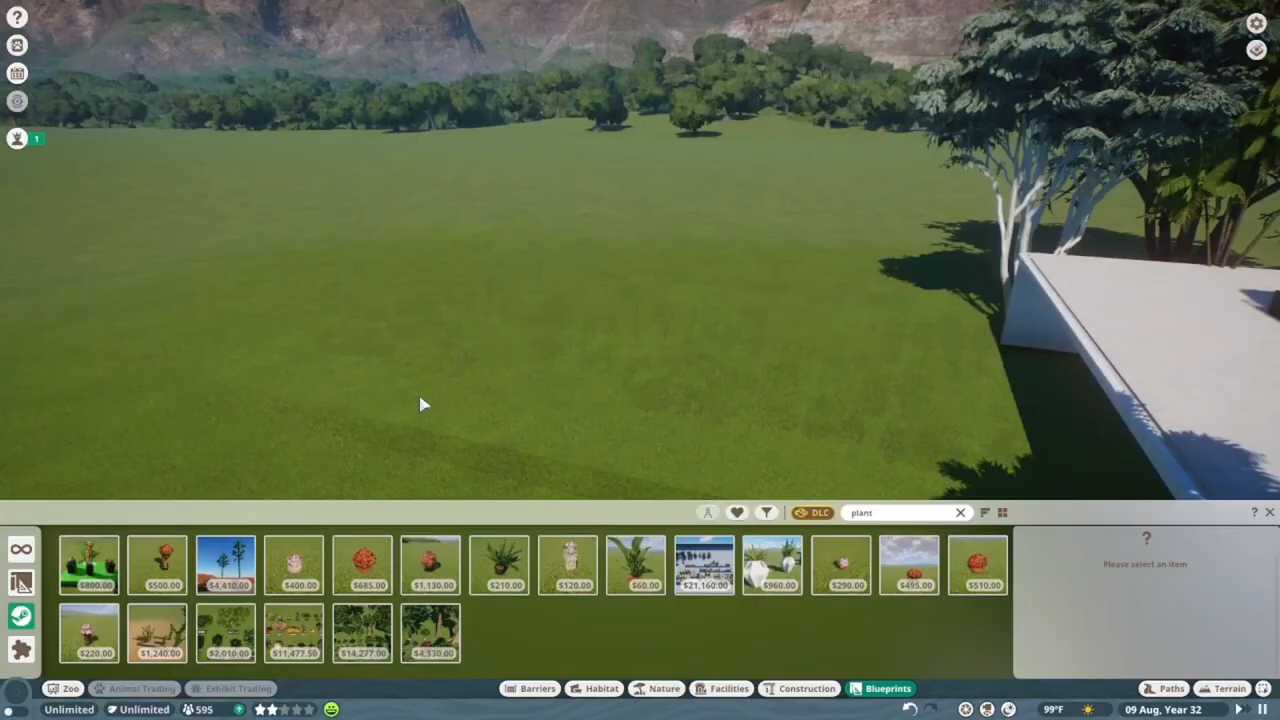 ?
1
DLC
plant
?
$800.00 $500.00 $4,410.00 $400.00 $685.00 $1,130.00 $210.00 $120.00 $60.00 $21,160.00 $960.00 $290.00 $495.00 $510.00
$220.00 $1,240.00 $2,010.00 $11,477.50 $14,277.00 $4,330.00
?
Please select an item
Zoo Animal Trading Exhibit Trading Barriers Habitat Nature Facilities Construction Blueprints Paths Terrain
Unlimited Unlimited 595 99°F 09 Aug, Year 32